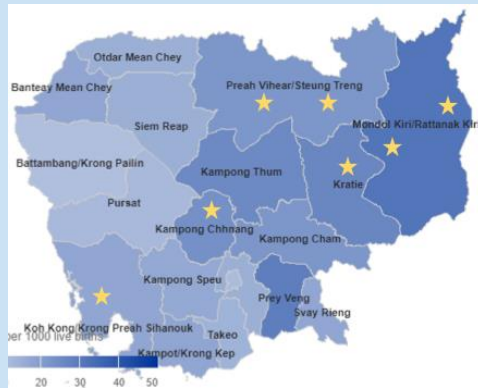 Otdar Mean Chey
Banteay Mean Chey
Preah Vihear/Steung Treng
Mondol Kiri/Rattanak Kiri
Siem Reap
Battambang/Krong Pailin
Kampong Thum
Kratie
Pursat
Kampong Chhnang
Kampong Cham
Kampong Speu
Prey Veng
Svay Rieng
Koh Kong/Krong Preah Sihanouk
per 1000 live births
Takeo
Kampot/Krong Kep
20 30 40 50